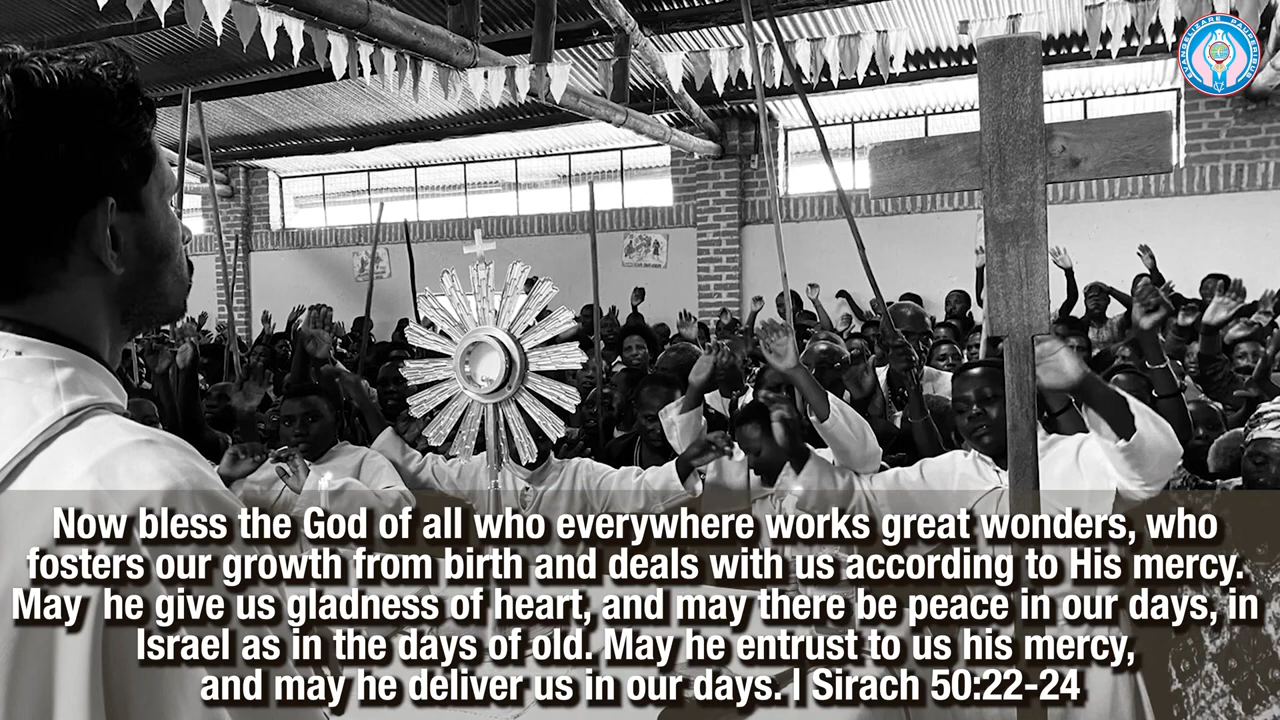 EVANGELIZARE PAUPERIBUS
Now bless the God of all who everywhere works great wonders, who
fosters our growth from birth and deals with us according to His mercy.
May  he give us gladness of heart, and may there be peace in our days, in
Israel as in the days of old. May he entrust to us his mercy,
and may he deliver us in our days. | Sirach 50:22-24